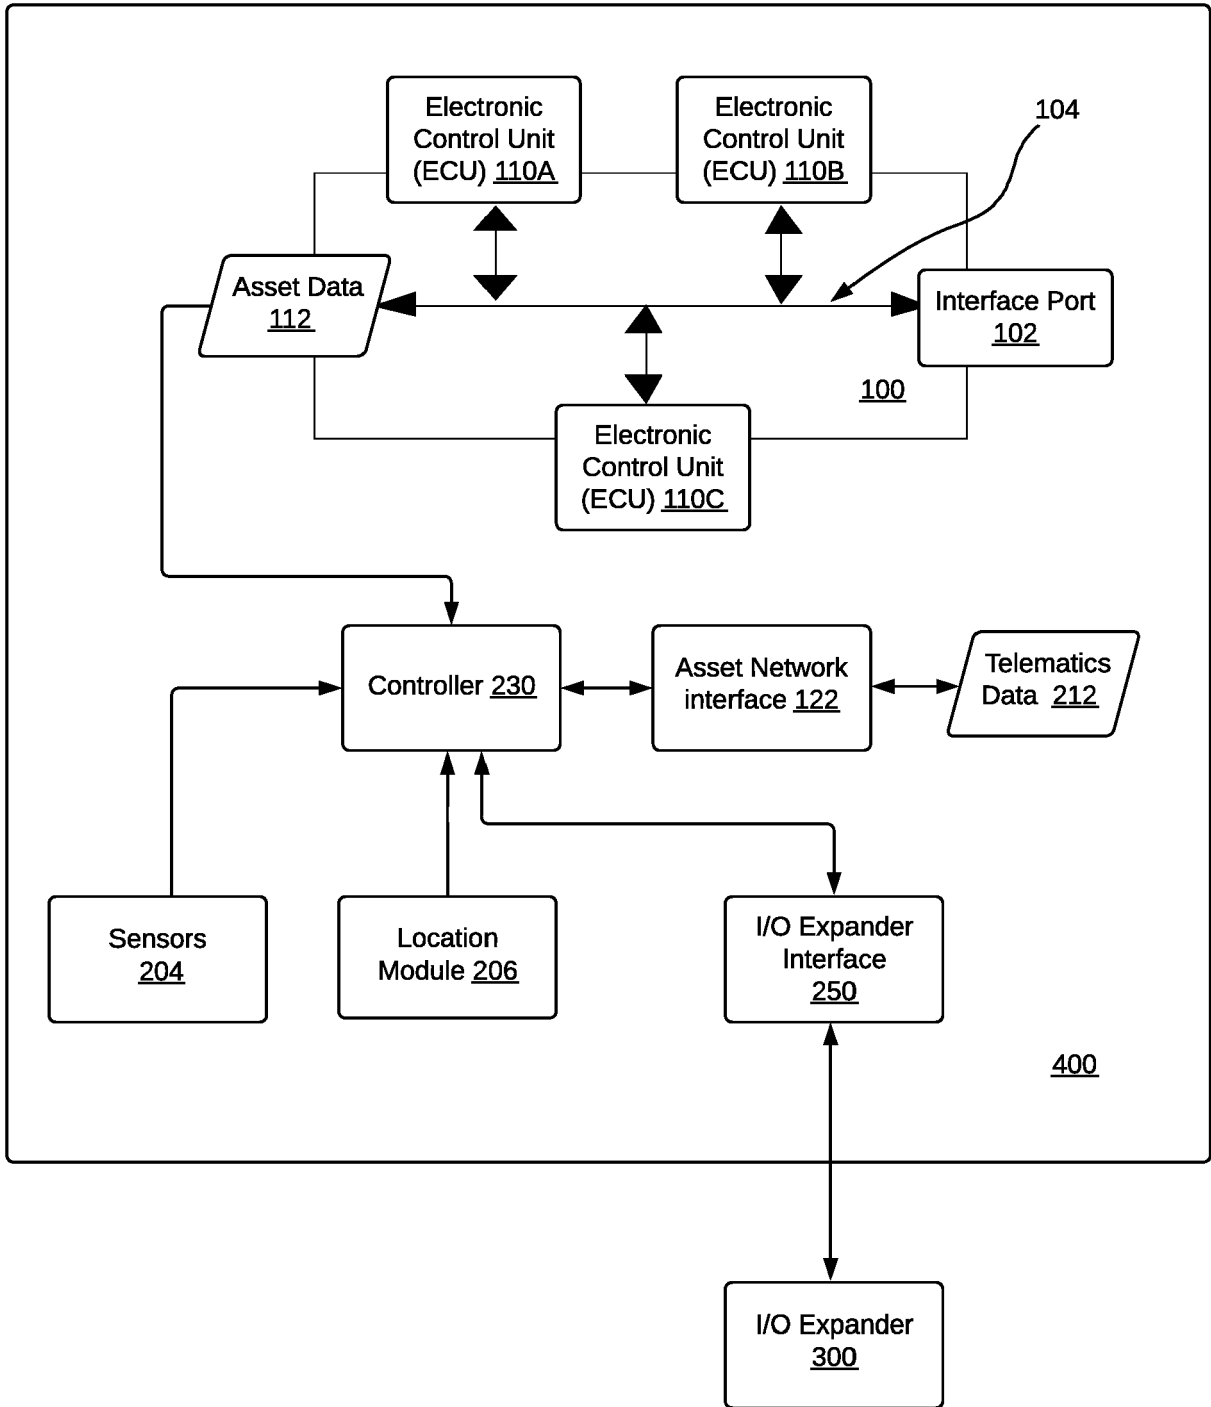 Electronic
Control Unit
(ECU) 110A
Electronic
Control Unit
(ECU) 110B
104
Asset Data
112
Interface Port
102
100
Electronic
Control Unit
(ECU) 110C
Controller 230
Asset Network
interface 122
Telematics
Data 212
Sensors
204
Location
Module 206
I/O Expander
Interface
250
400
I/O Expander
300